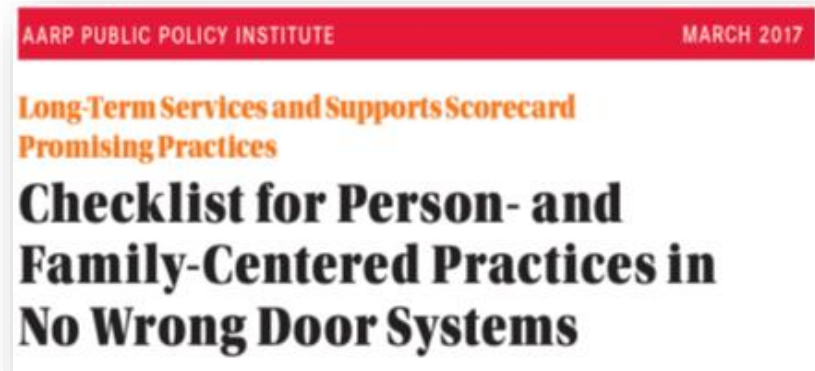 AARP PUBLIC POLICY INSTITUTE MARCH 2017
Long-Term Services and Supports Scorecard
Promising Practices
Checklist for Person- and
Family-Centered Practices in
No Wrong Door Systems